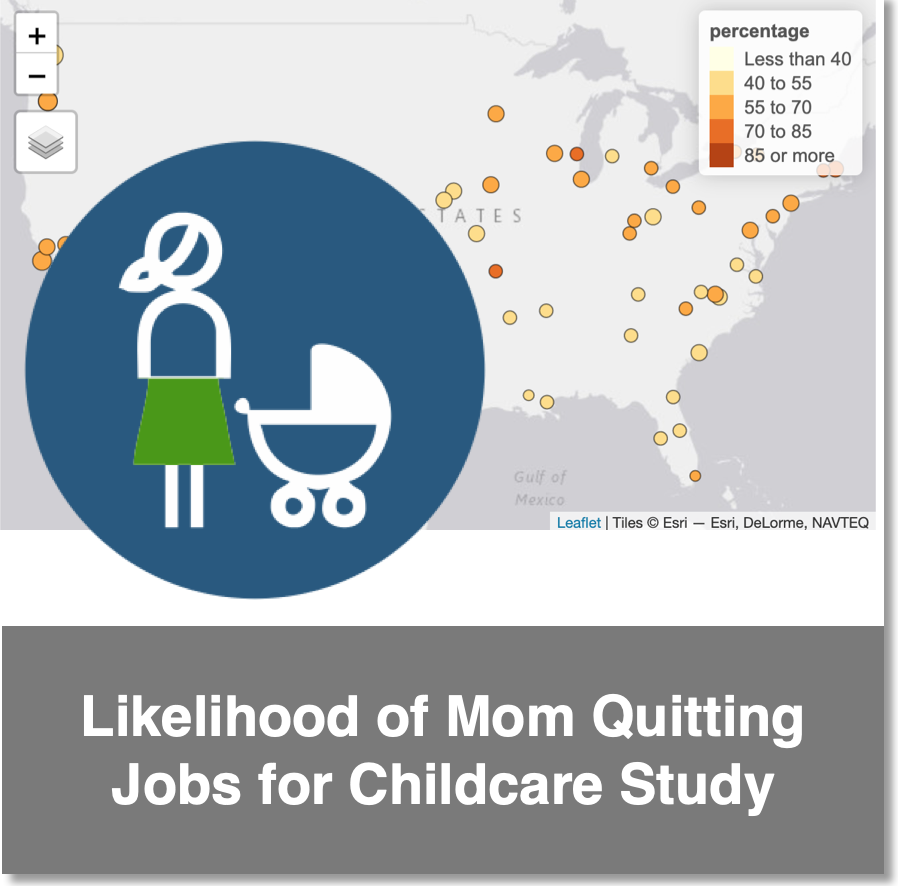 +
−
percentage
Less than 40
40 to 55
55 to 70
70 to 85
85 or more
STATES
Gulf of
Mexico
Leaflet | Tiles © Esri — Esri, DeLorme, NAVTEQ
Likelihood of Mom Quitting
Jobs for Childcare Study